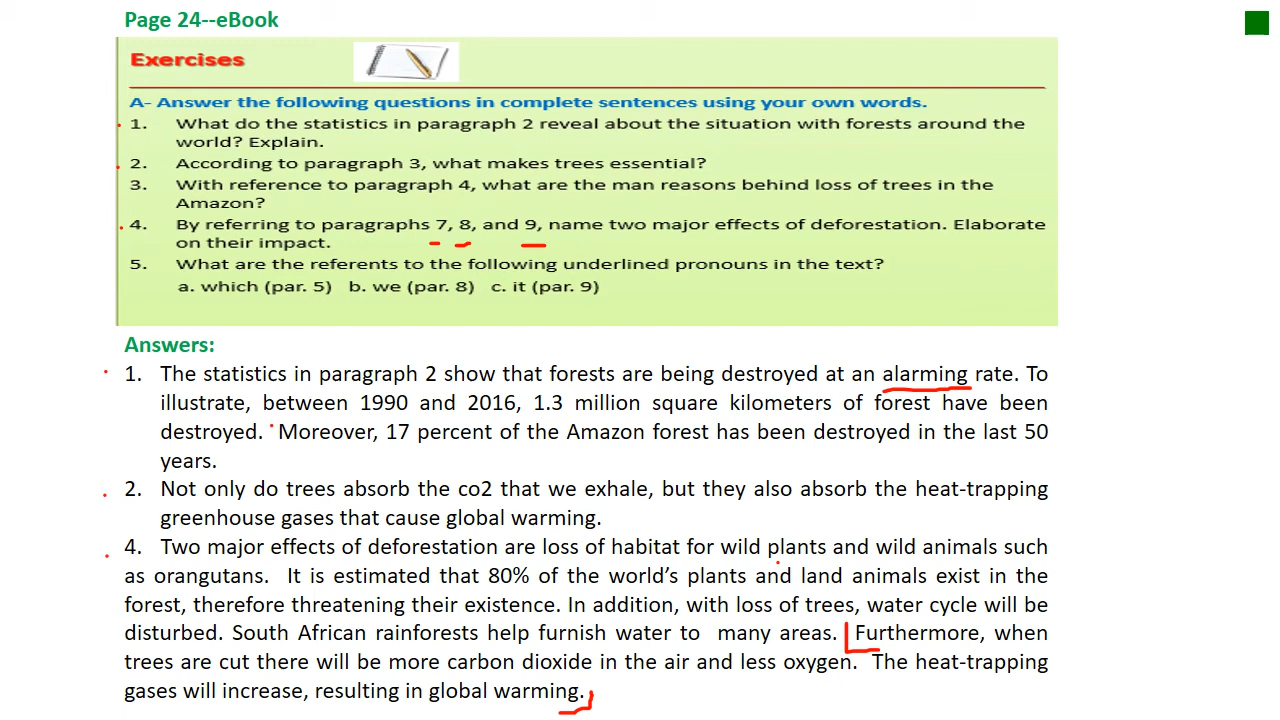 Page 24--eBook
Exercises
A- Answer the following questions in complete sentences using your own words.
1. What do the statistics in paragraph 2 reveal about the situation with forests around the
world? Explain.
2. According to paragraph 3, what makes trees essential?
3. With reference to paragraph 4, what are the man reasons behind loss of trees in the
Amazon?
4. By referring to paragraphs 7, 8, and 9, name two major effects of deforestation. Elaborate
on their impact.
5. What are the referents to the following underlined pronouns in the text?
a. which (par. 5) b. we (par. 8) c. it (par. 9)
Answers:
1. The statistics in paragraph 2 show that forests are being destroyed at an alarming rate. To
illustrate, between 1990 and 2016, 1.3 million square kilometers of forest have been
destroyed. Moreover, 17 percent of the Amazon forest has been destroyed in the last 50
years.
2. Not only do trees absorb the co2 that we exhale, but they also absorb the heat-trapping
greenhouse gases that cause global warming.
4. Two major effects of deforestation are loss of habitat for wild plants and wild animals such
as orangutans. It is estimated that 80% of the world's plants and land animals exist in the
forest, therefore threatening their existence. In addition, with loss of trees, water cycle will be
disturbed. South African rainforests help furnish water to many areas. Furthermore, when
trees are cut there will be more carbon dioxide in the air and less oxygen. The heat-trapping
gases will increase, resulting in global warming.